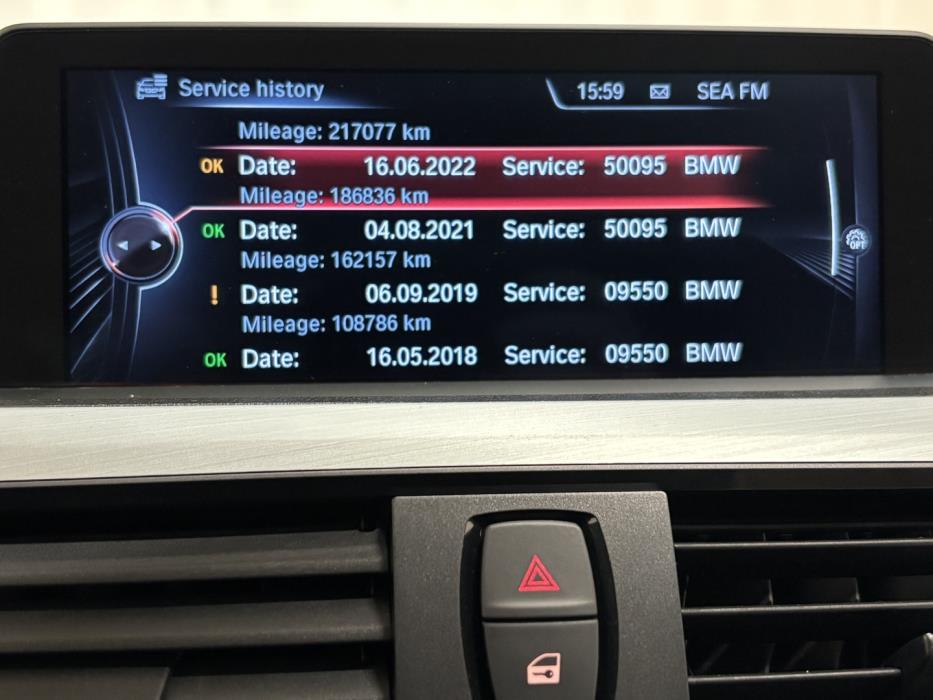 Service history 15:59 SEA FM
Mileage: 217077 km
OK Date: 16.06.2022 Service: 50095 BMW
Mileage: 186836 km
OK Date: 04.08.2021 Service: 50095 BMW
Mileage: 162157 km
! Date: 06.09.2019 Service: 09550 BMW
Mileage: 108786 km
OK Date: 16.05.2018 Service: 09550 BMW
OPT